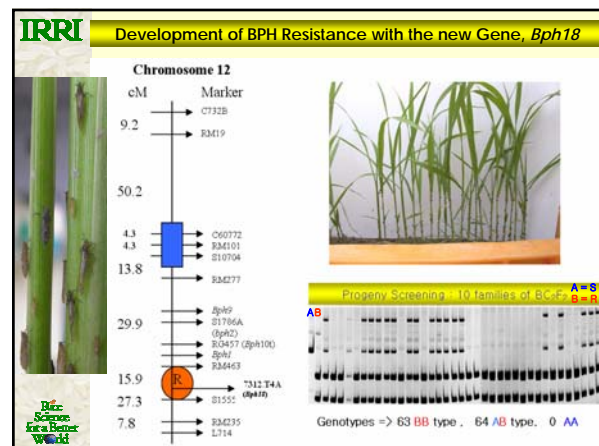 IRRI
Development of BPH Resistance with the new Gene, Bph18
Chromosome 12
cM Marker
C732B
9.2
RM19
50.2
4.3 C60772
4.3 RM101
S10704
13.8
RM277
Bph9
29.9 S1786A
(Bph2)
RG457 (Bph10t)
Bph1
RM463
15.9 R
7312.T4A
(Bph18)
27.3 S1555
7.8 RM235
L714
Rice
Science
for a Better
World
Progeny Screening : 10 families of BC2F2
A = S
B = R
AB
Genotypes => 63 BB type , 64 AB type, 0 AA